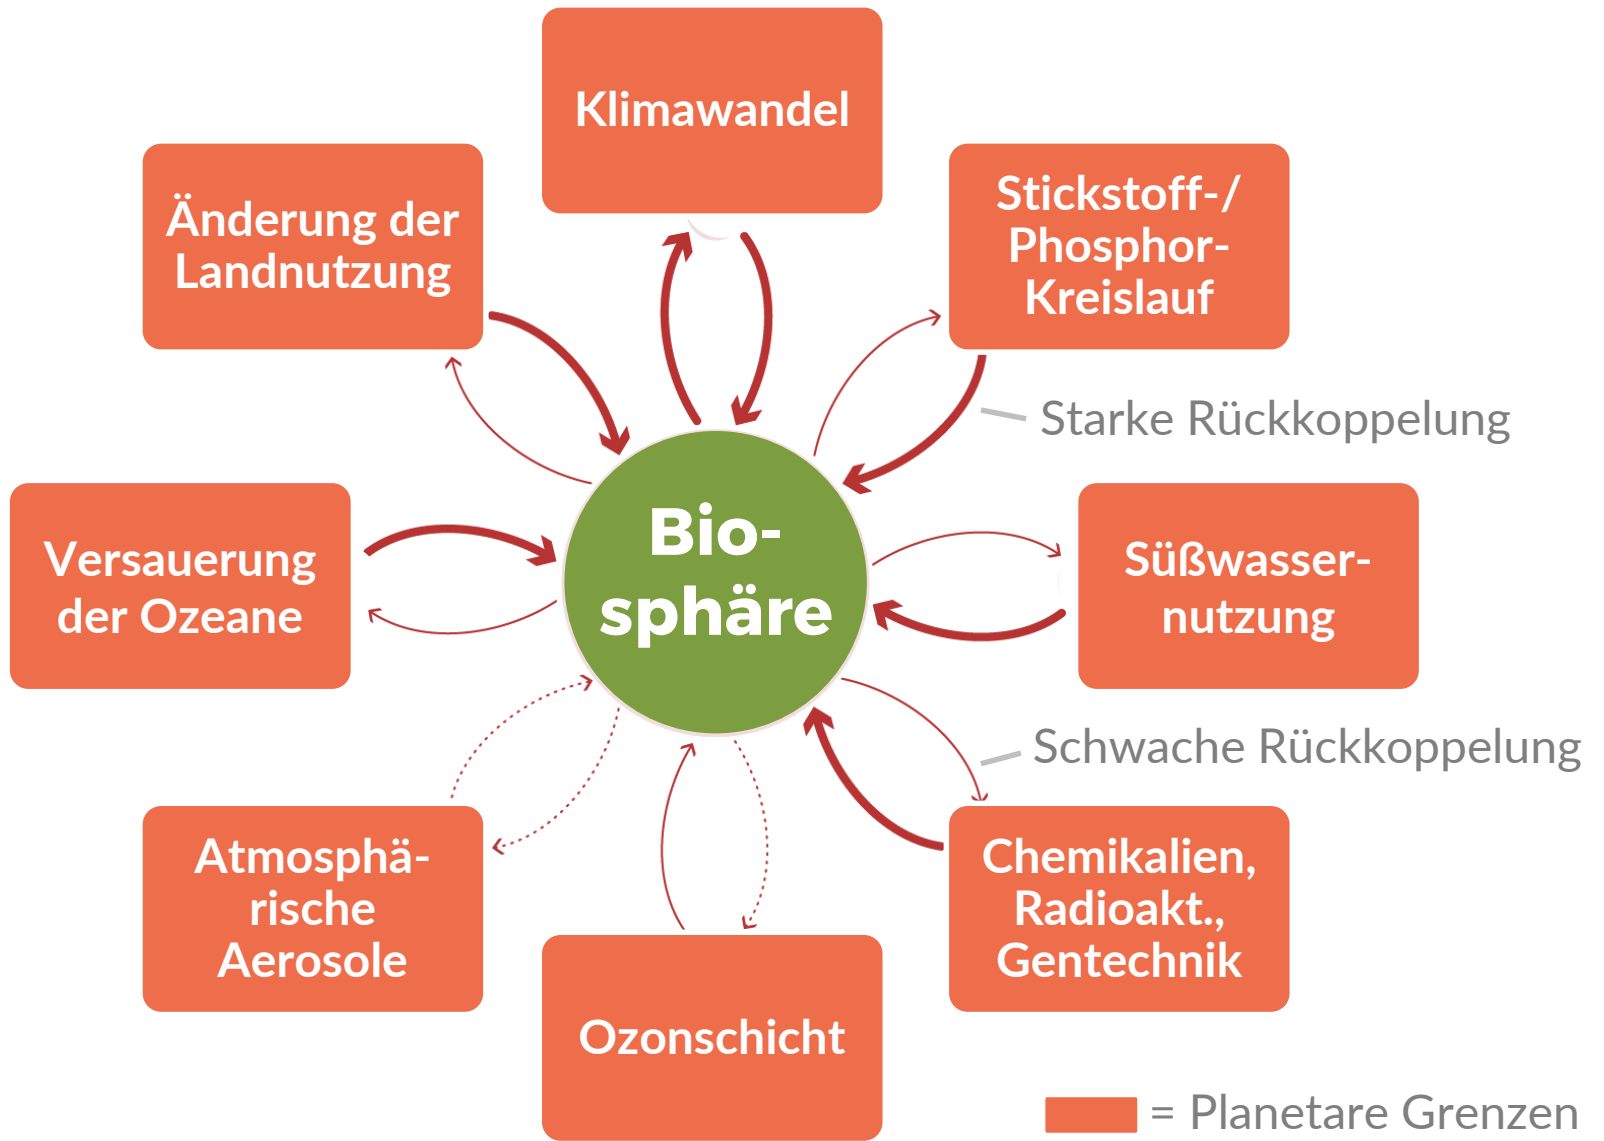 Klimawandel
Änderung der
Landnutzung
Stickstoff-/
Phosphor-
Kreislauf
Starke Rückkoppelung
Versauerung
der Ozeane
Bio-
sphäre
Süßwasser-
nutzung
Schwache Rückkoppelung
Atmosphä-
rische
Aerosole
Ozonschicht
Chemikalien,
Radioakt.,
Gentechnik
= Planetare Grenzen